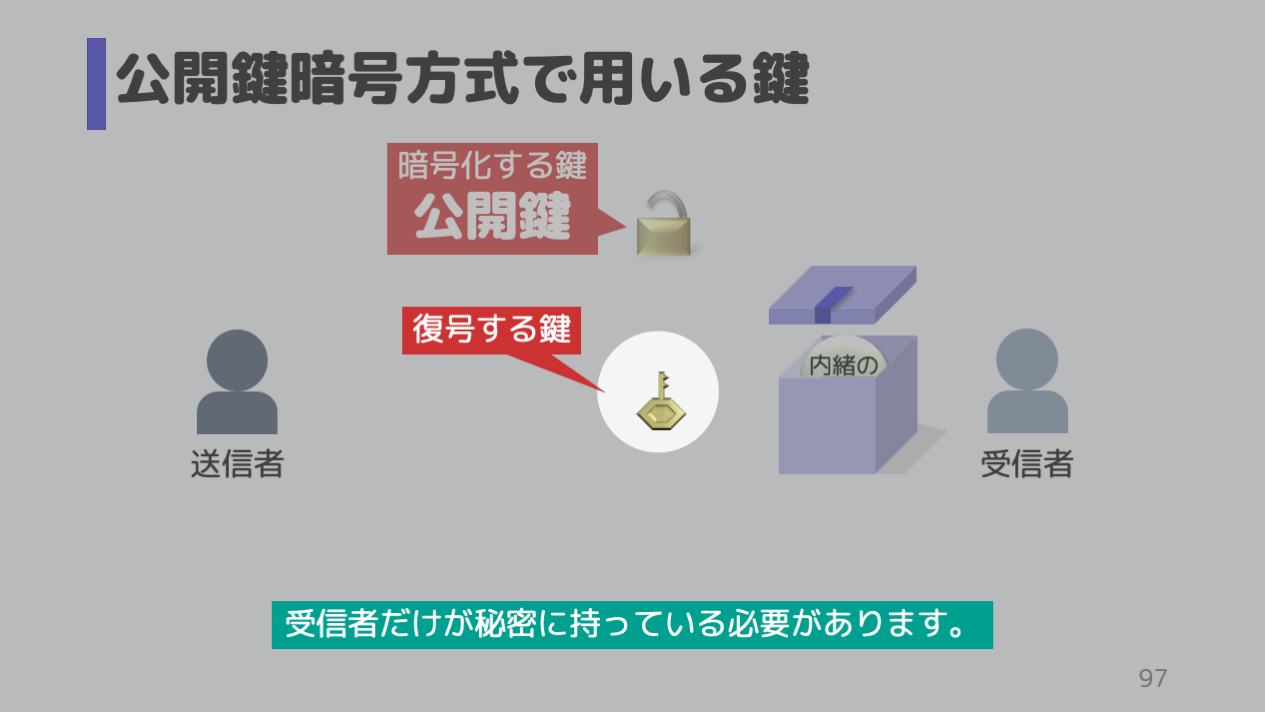 公開鍵暗号方式で用いる鍵
暗号化する鍵
公開鍵
復号する鍵
内緒の
送信者
受信者
受信者だけが秘密に持っている必要があります。
97